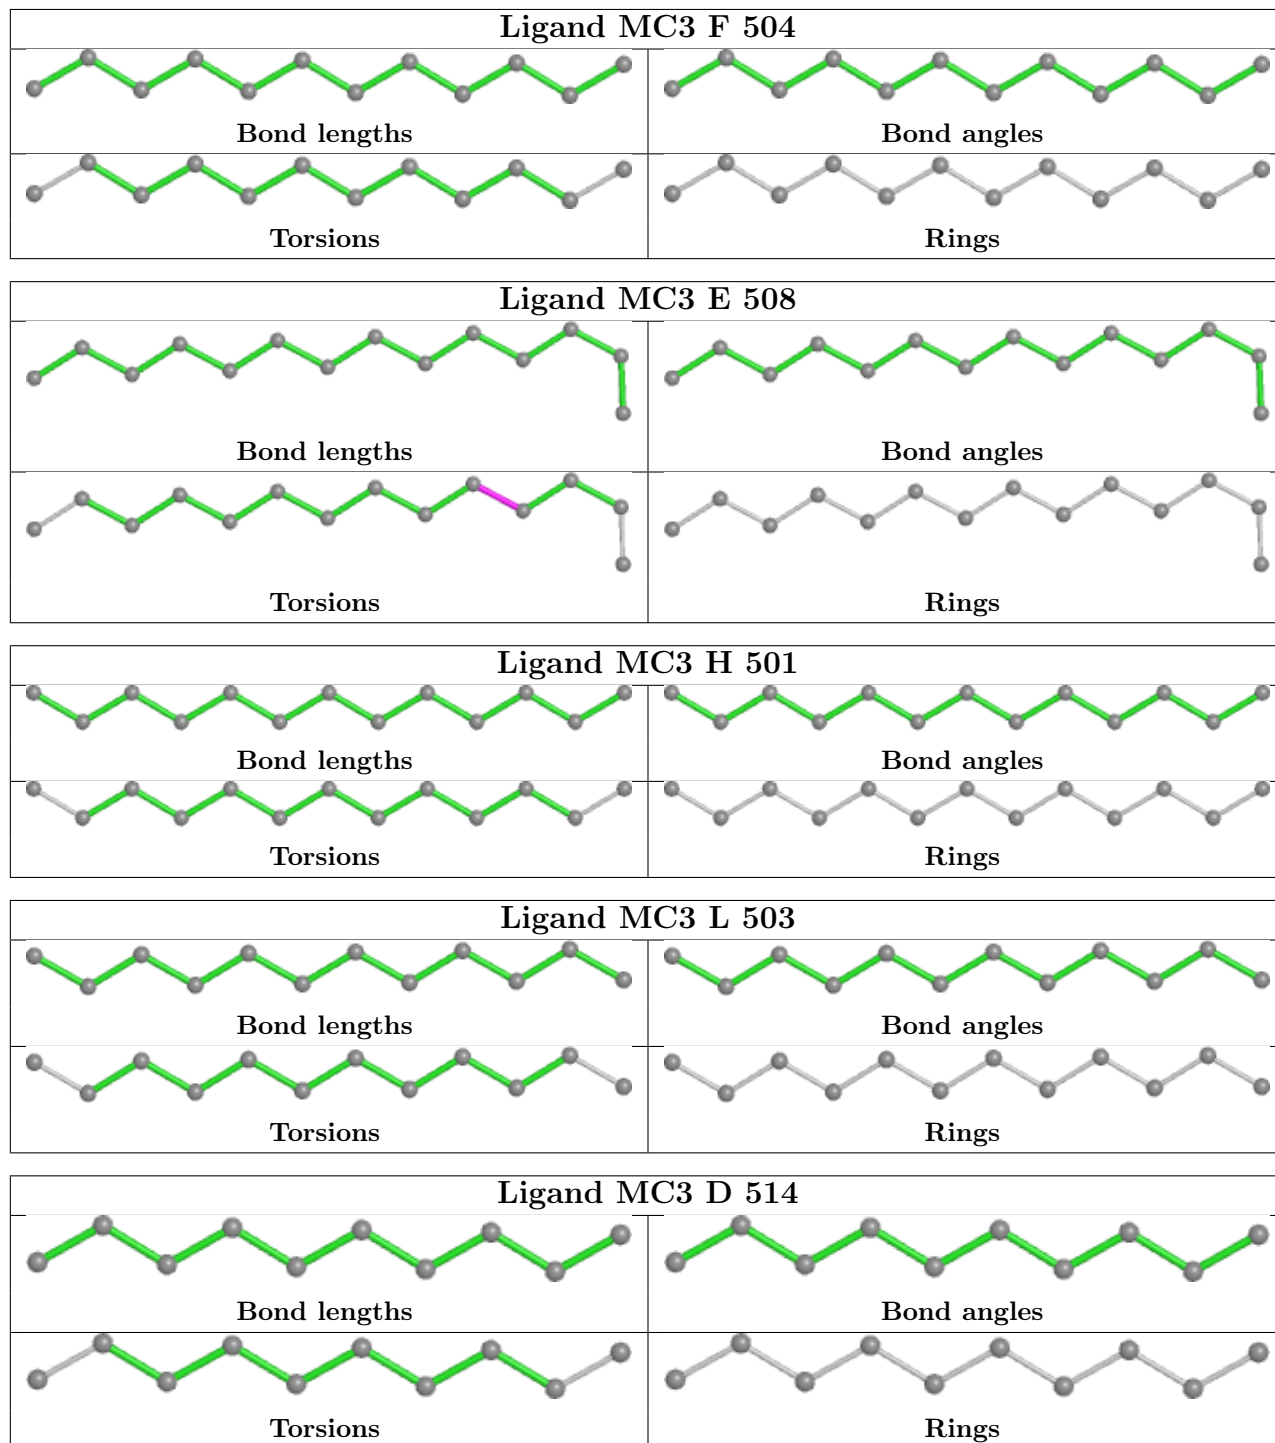 Ligand MC3 F 504
Bond lengths Bond angles
Torsions Rings
Ligand MC3 E 508
Bond lengths Bond angles
Torsions Rings
Ligand MC3 H 501
Bond lengths Bond angles
Torsions Rings
Ligand MC3 L 503
Bond lengths Bond angles
Torsions Rings
Ligand MC3 D 514
Bond lengths Bond angles
Torsions Rings